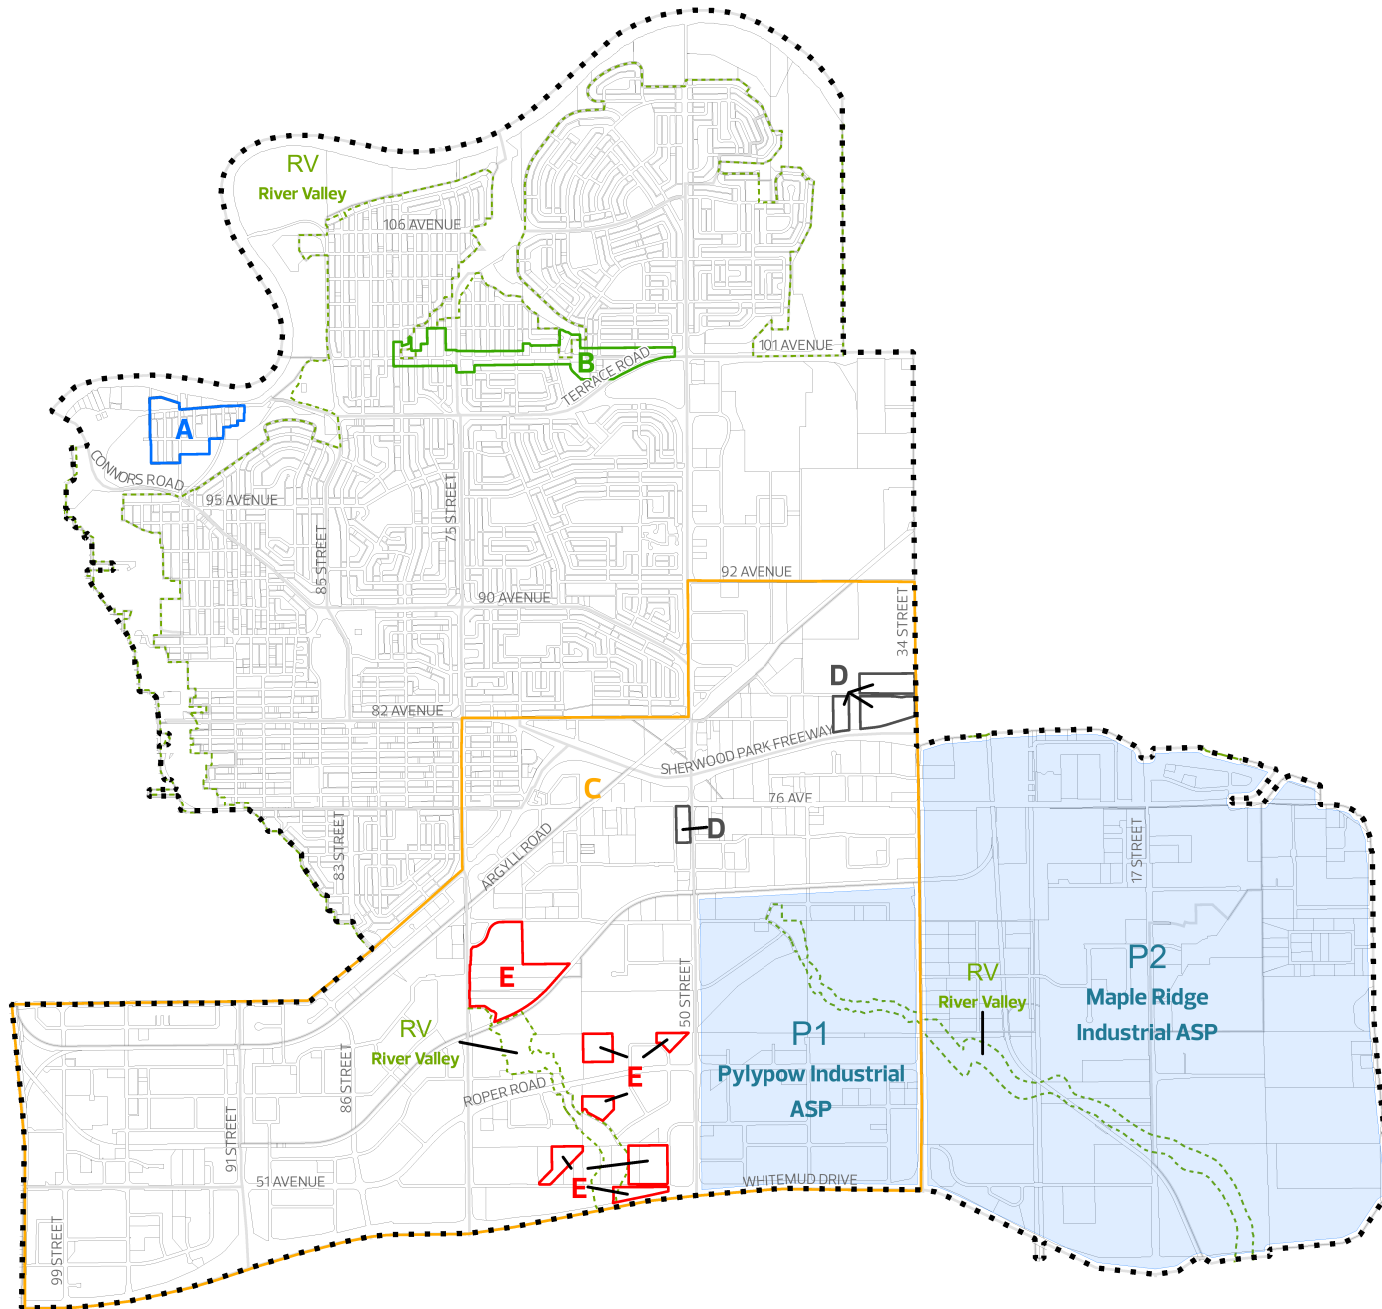 RV
River Valley
106 AVENUE
101 AVENUE
B
TERRACE ROAD
A
CONNORS ROAD
95 AVENUE
75 STREET
85 STREET
92 AVENUE
90 AVENUE
34 STREET
D
82 AVENUE
SHERWOOD PARK FREEWAY
C
76 AVE
D
83 STREET
ARGYLL ROAD
17 STREET
E
50 STREET
RV
River Valley
P2
Maple Ridge
Industrial ASP
RV
River Valley
P1
Pylypow Industrial
ASP
86 STREET
E
ROPER ROAD
91 STREET
51 AVENUE
E
WHITEMUD DRIVE
99 STREET